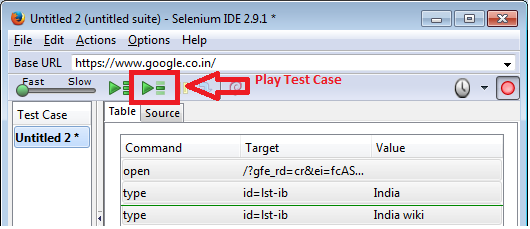 Untitled 2 (untitled suite) - Selenium IDE 2.9.1 *
File Edit Actions Options Help
Base URL https://www.google.co.in/
Fast Slow Play Test Case
Test Case Table Source
Untitled 2 *
Command Target Value
open /?gfe_rd=cr&ei=fcAS...
type id=lst-ib India
type id=lst-ib India wiki